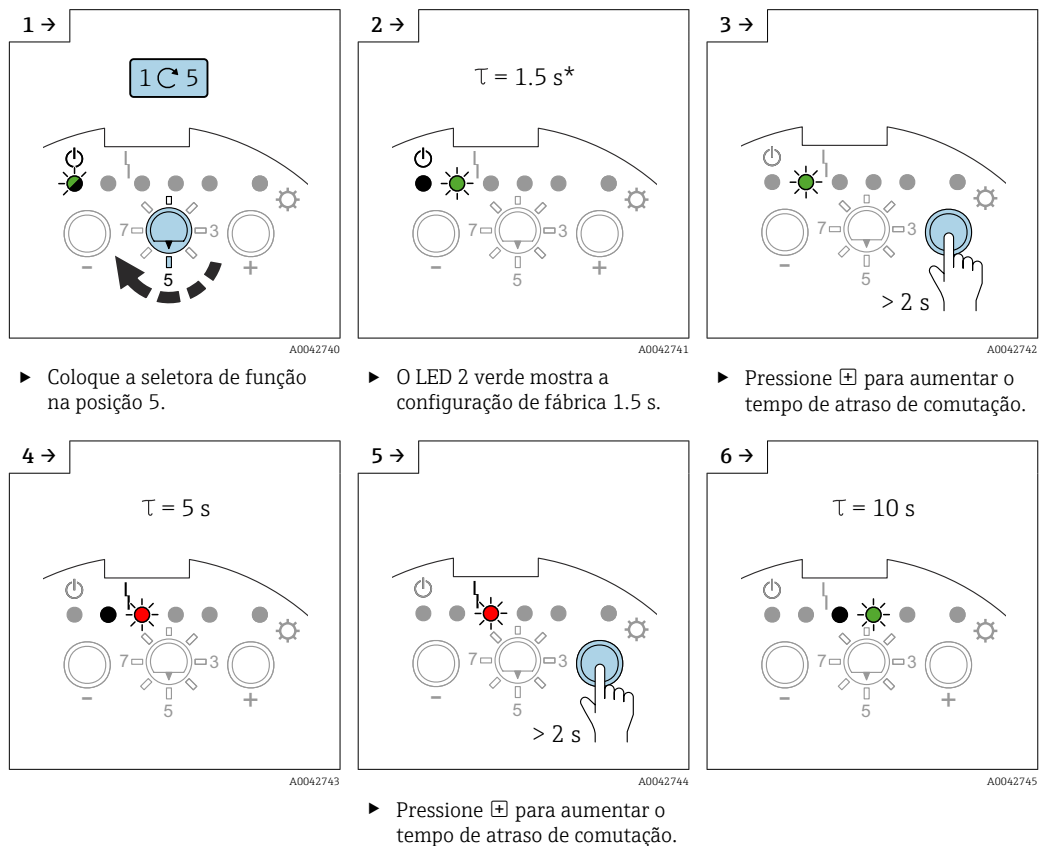 1 →
1 5
7
3
5
-
+
A0042740
▶ Coloque a seletora de função
na posição 5.
2 →
τ = 1.5 s*
7
3
5
-
+
A0042741
▶ O LED 2 verde mostra a
configuração de fábrica 1.5 s.
3 →
7
3
5
-
+
> 2 s
A0042742
▶ Pressione + para aumentar o
tempo de atraso de comutação.
4 →
τ = 5 s
7
3
5
-
+
A0042743
5 →
7
3
5
-
> 2 s
A0042744
▶ Pressione + para aumentar o
tempo de atraso de comutação.
6 →
τ = 10 s
7
3
5
-
+
A0042745